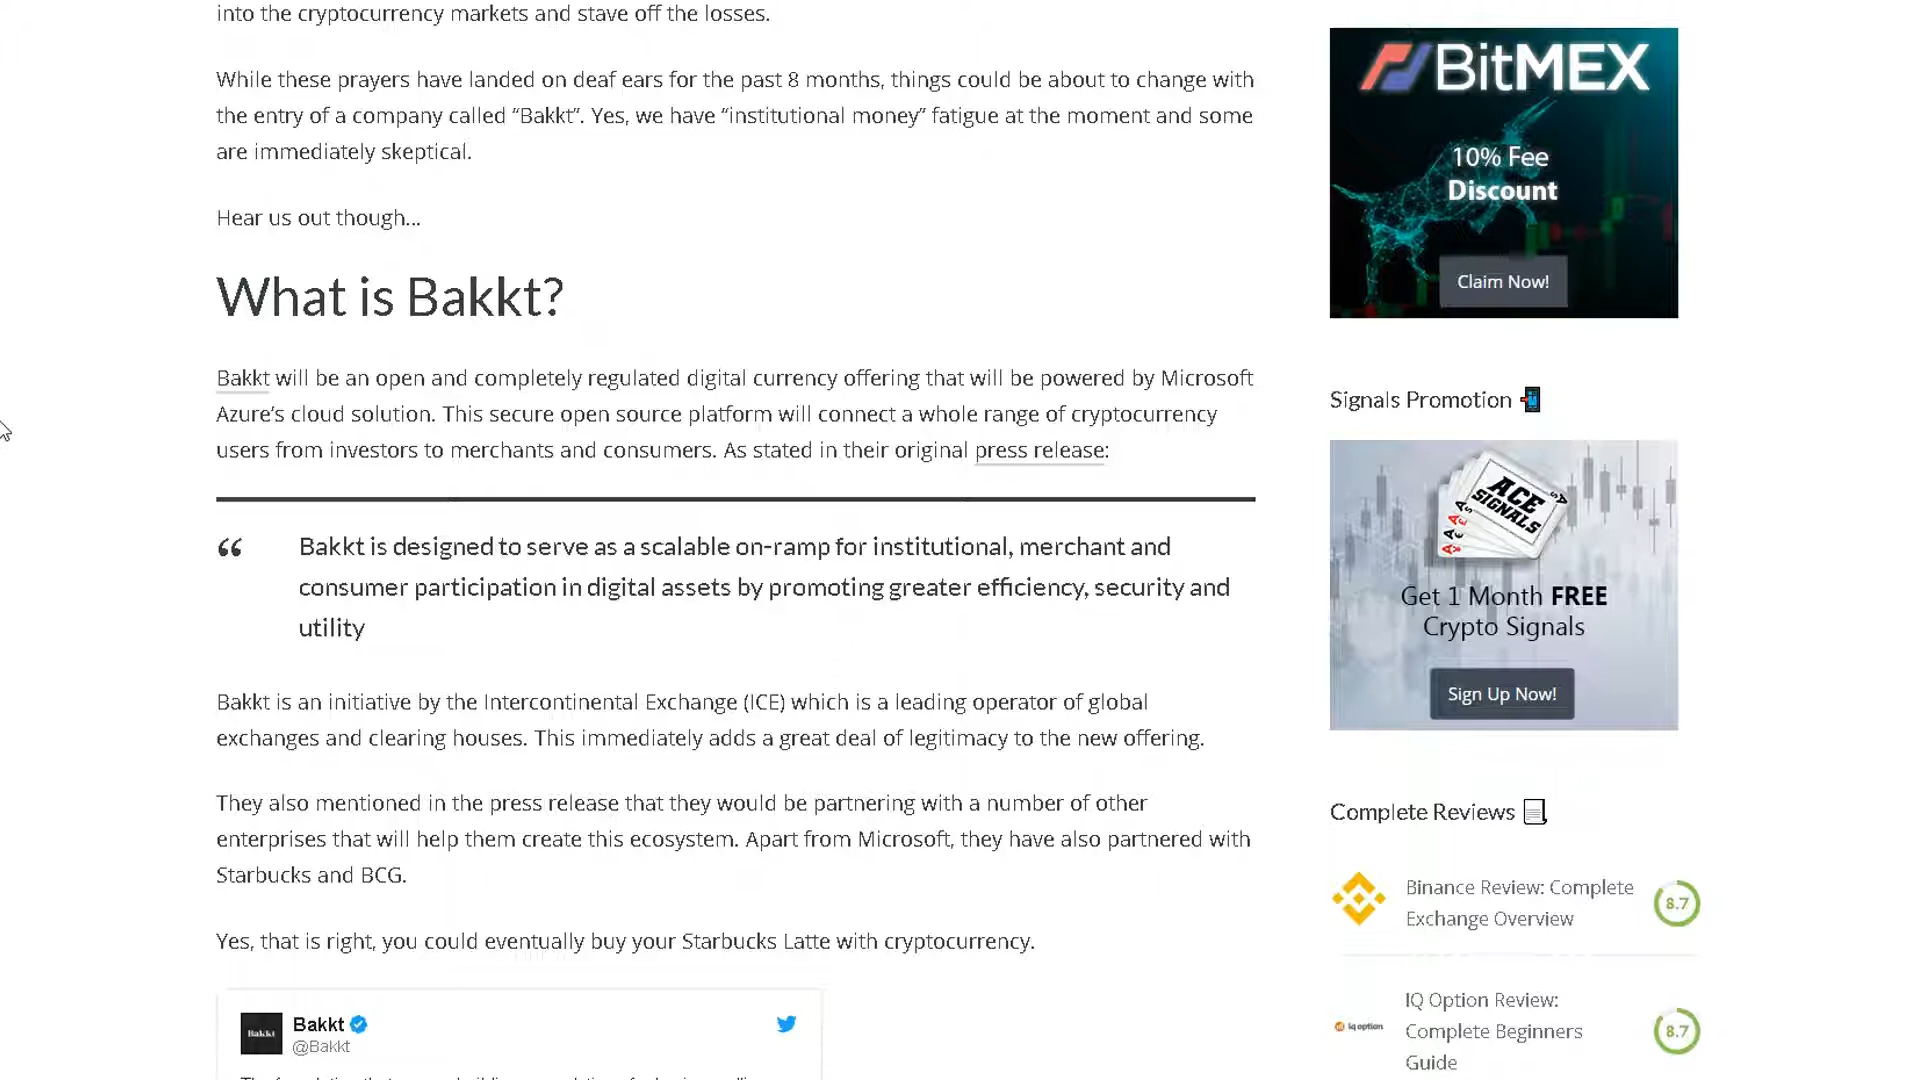 into the cryptocurrency markets and stave off the losses.
While these prayers have landed on deaf ears for the past 8 months, things could be about to change with
the entry of a company called “Bakkt”. Yes, we have “institutional money” fatigue at the moment and some
are immediately skeptical.
Hear us out though…
What is Bakkt?
Bakkt will be an open and completely regulated digital currency offering that will be powered by Microsoft
Azure’s cloud solution. This secure open source platform will connect a whole range of cryptocurrency
users from investors to merchants and consumers. As stated in their original press release:
“ Bakkt is designed to serve as a scalable on-ramp for institutional, merchant and
consumer participation in digital assets by promoting greater efficiency, security and
utility
Bakkt is an initiative by the Intercontinental Exchange (ICE) which is a leading operator of global
exchanges and clearing houses. This immediately adds a great deal of legitimacy to the new offering.
They also mentioned in the press release that they would be partnering with a number of other
enterprises that will help them create this ecosystem. Apart from Microsoft, they have also partnered with
Starbucks and BCG.
Yes, that is right, you could eventually buy your Starbucks Latte with cryptocurrency.
Bakkt
Bakkt
@Bakkt
BitMEX
10% Fee
Discount
Claim Now!
Signals Promotion
ACE
SIGNALS
Get 1 Month FREE
Crypto Signals
Sign Up Now!
Complete Reviews
Binance Review: Complete
Exchange Overview
8.7
iq option
IQ Option Review:
Complete Beginners
Guide
8.7